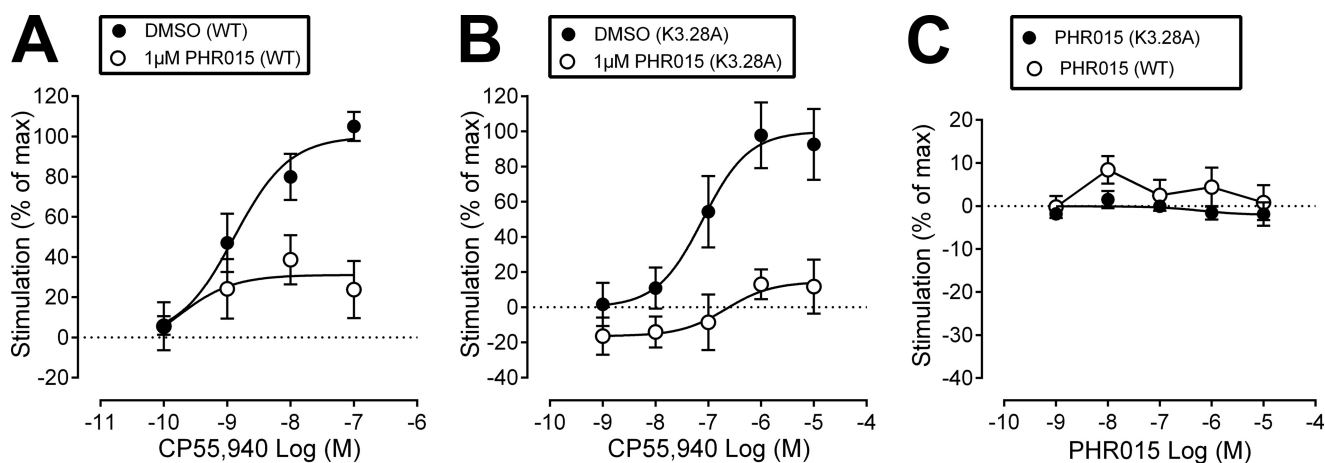 A
DMSO (WT)
1µM PHR015 (WT)
Stimulation (% of max)
120
100
80
60
40
20
0
-20
-11
-10
-9
-8
-7
-6
CP55,940 Log (M)
B
DMSO (K3.28A)
1µM PHR015 (K3.28A)
Stimulation (% of max)
120
100
80
60
40
20
0
-20
-40
-10
-9
-8
-7
-6
-5
-4
CP55,940 Log (M)
C
PHR015 (K3.28A)
PHR015 (WT)
Stimulation (% of max)
20
10
0
-10
-20
-30
-40
-10
-9
-8
-7
-6
-5
-4
PHR015 Log (M)